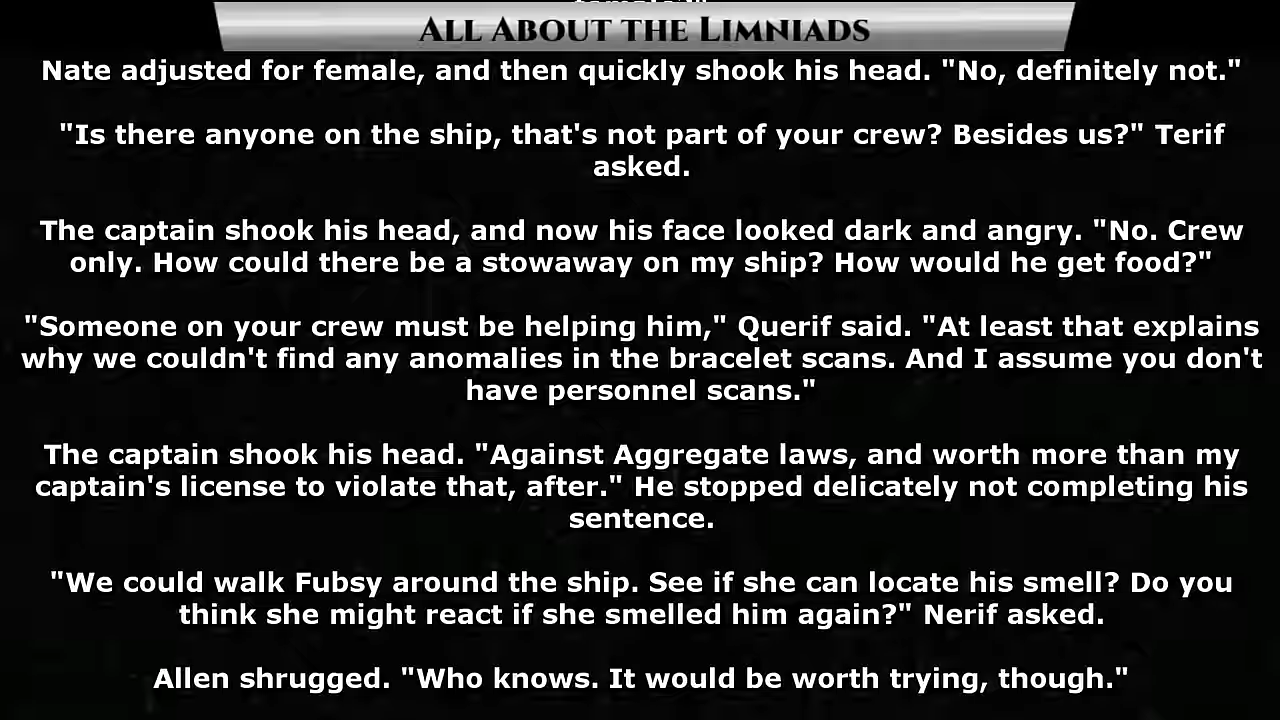 All About the Limniads
Nate adjusted for female, and then quickly shook his head. "No, definitely not."
"Is there anyone on the ship, that's not part of your crew? Besides us?" Terif
asked.
The captain shook his head, and now his face looked dark and angry. "No. Crew
only. How could there be a stowaway on my ship? How would he get food?"
"Someone on your crew must be helping him," Querif said. "At least that explains
why we couldn't find any anomalies in the bracelet scans. And I assume you don't
have personnel scans."
The captain shook his head. "Against Aggregate laws, and worth more than my
captain's license to violate that, after." He stopped delicately not completing his
sentence.
"We could walk Fubsy around the ship. See if she can locate his smell? Do you
think she might react if she smelled him again?" Nerif asked.
Allen shrugged. "Who knows. It would be worth trying, though."